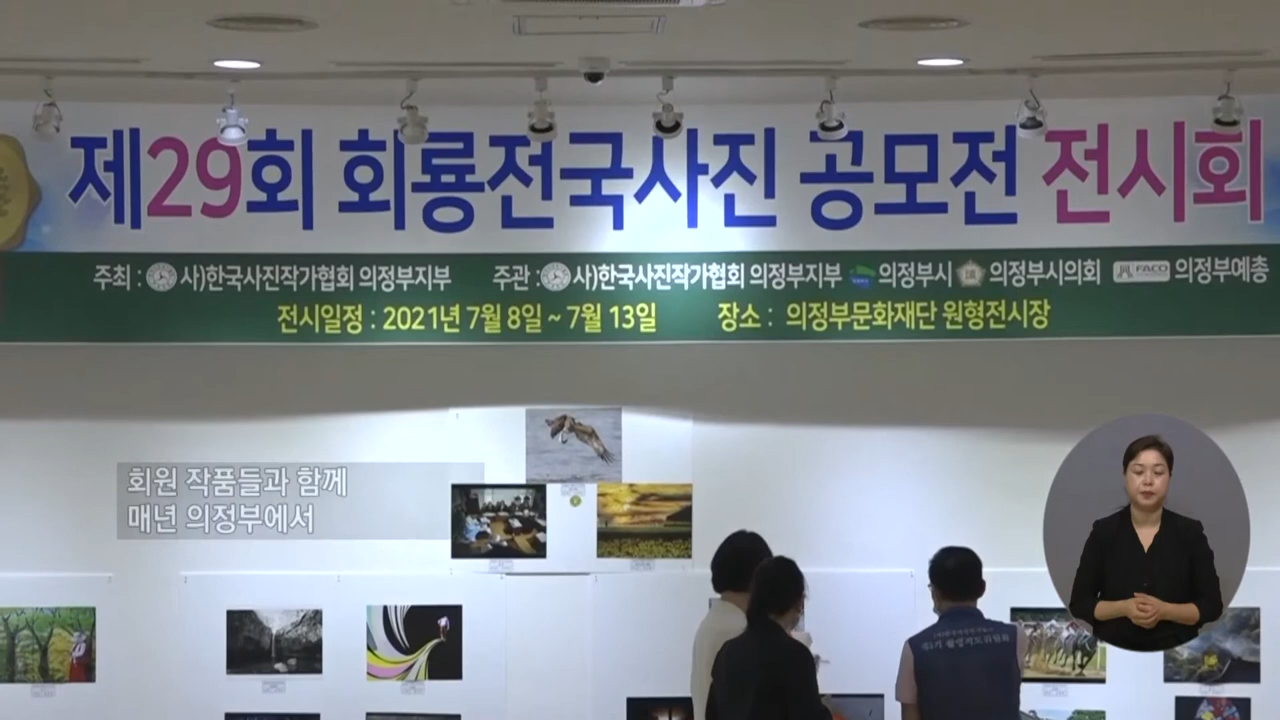 제29회 회룡전국사진 공모전 전시회
주최 : 사)한국사진작가협회 의정부지부 주관 : 사)한국사진작가협회 의정부지부 의정부시 의정부시의회 FACO 의정부예총
전시일정 : 2021년 7월 8일 ~ 7월 13일 장소 : 의정부문화재단 원형전시장
회원 작품들과 함께
매년 의정부에서